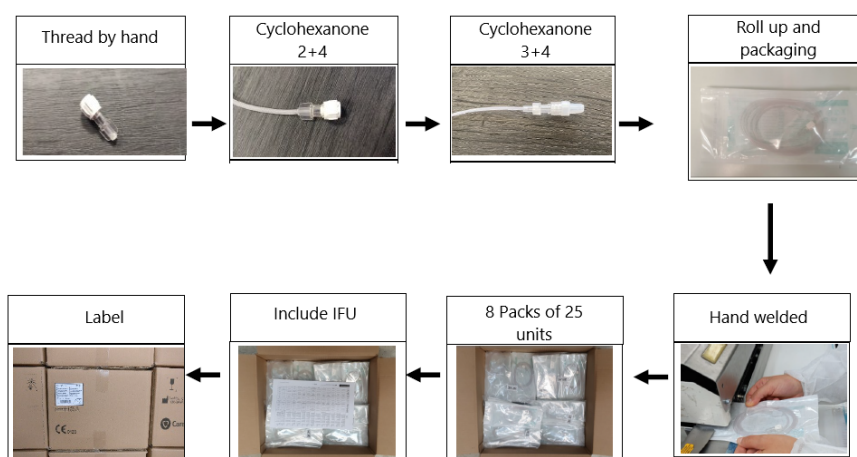 Thread by hand
Cyclohexanone
2+4
Cyclohexanone
3+4
Roll up and
packaging
Hand welded
8 Packs of 25
units
Include IFU
Label
CE